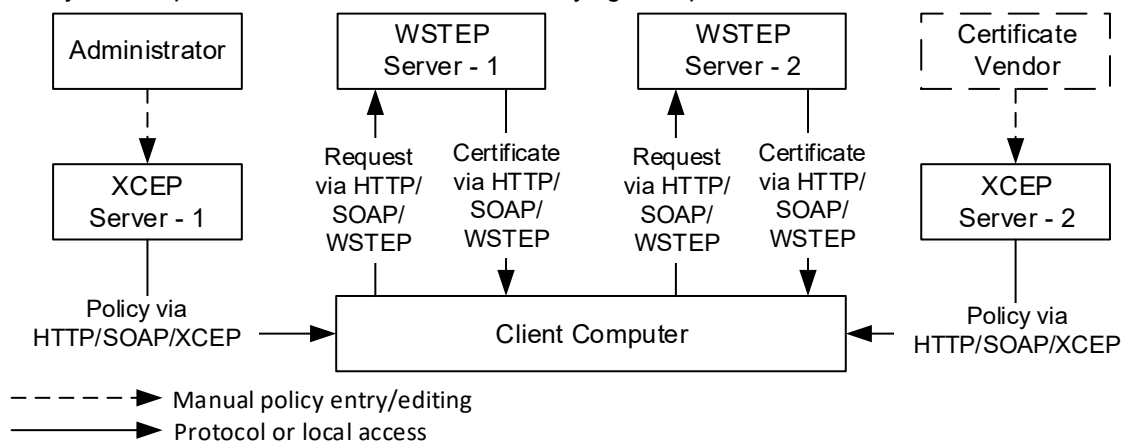 Administrator
WSTEP
Server - 1
WSTEP
Server - 2
Certificate
Vendor
XCEP
Server - 1
Request
via HTTP/
SOAP/
WSTEP
Certificate
via HTTP/
SOAP/
WSTEP
Request
via HTTP/
SOAP/
WSTEP
Certificate
via HTTP/
SOAP/
WSTEP
XCEP
Server - 2
Policy via
HTTP/SOAP/XCEP
Client Computer
Policy via
HTTP/SOAP/XCEP
Manual policy entry/editing
Protocol or local access